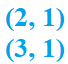 (2, 1)
(3, 1)